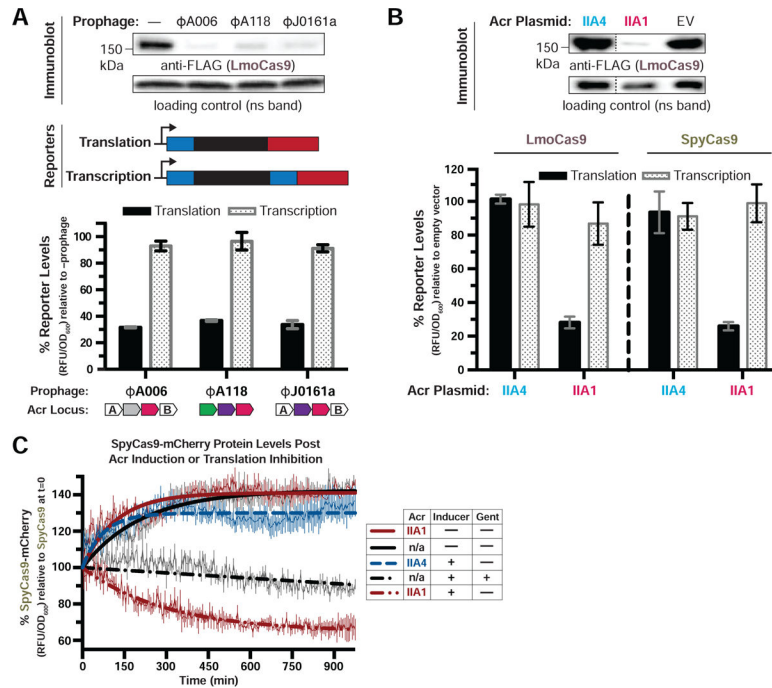 A
Prophage: — ϕA006 ϕA118 ϕJ0161a
Immunoblot
150
kDa
anti-FLAG (LmoCas9)
loading control (ns band)
Reporters
Translation
Transcription
Translation Transcription
% Reporter Levels
(RFU/OD600) relative to –prophage
100
80
60
40
20
0
Prophage: ϕA006 ϕA118 ϕJ0161a
Acr Locus: A B A B
B
Acr Plasmid: IIA4 IIA1 EV
Immunoblot
150
kDa
anti-FLAG (LmoCas9)
loading control (ns band)
LmoCas9 SpyCas9
Translation Transcription
% Reporter Levels
(RFU/OD600) relative to empty vector
120
100
80
60
40
20
0
Acr Plasmid: IIA4 IIA1 IIA4 IIA1
C
SpyCas9-mCherry Protein Levels Post
Acr Induction or Translation Inhibition
% SpyCas9-mCherry
(RFU/OD600) relative to SpyCas9 at t=0
140
120
100
80
60
0 150 300 450 600 750 900
Time (min)
Acr Inducer Gent
IIA1 — —
n/a — —
IIA4 + —
n/a + +
IIA1 + —